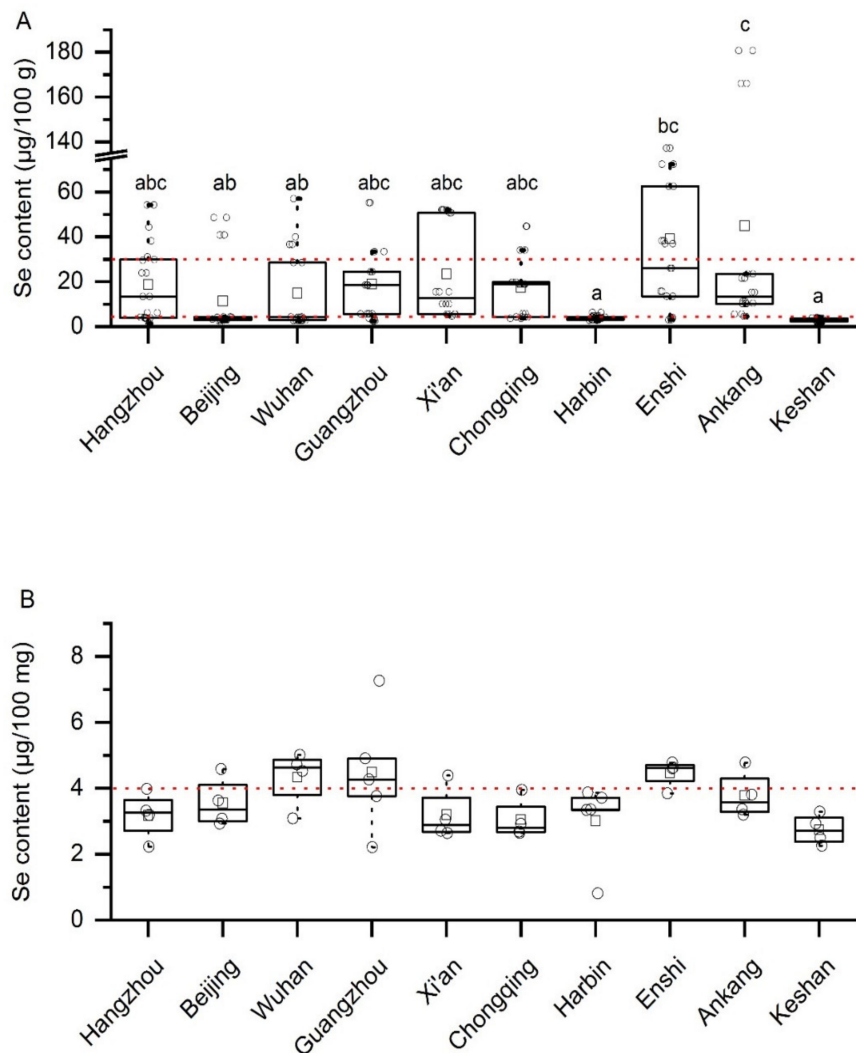 A
Se content (µg/100 g)
180
160
140
60
40
20
0
abc
ab
ab
abc
abc
abc
a
bc
c
a
Hangzhou
Beijing
Wuhan
Guangzhou
Xi'an
Chongqing
Harbin
Enshi
Ankang
Keshan
B
Se content (µg/100 mg)
8
6
4
2
0
Hangzhou
Beijing
Wuhan
Guangzhou
Xi'an
Chongqing
Harbin
Enshi
Ankang
Keshan